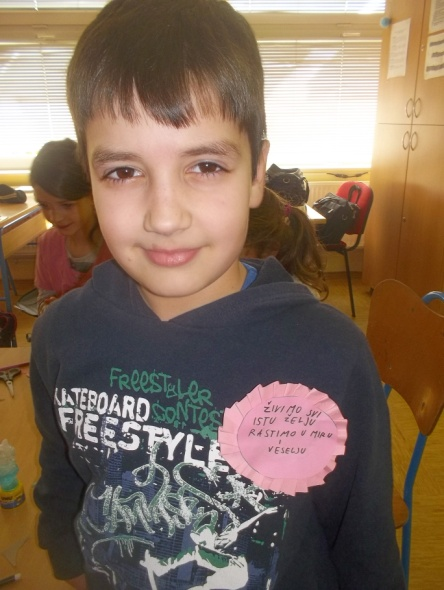 FREESTyLER
SKATEBOARD CONTEST
FREESTYLE
ŽIVIMO SVI
ISTU ŽELJU
RASTIMO U MIRU
I
VESELJU